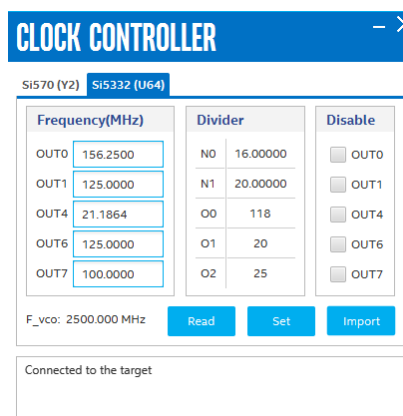 CLOCK CONTROLLER
Si570 (Y2) Si5332 (U64)
Frequency(MHz) Divider Disable
OUT0 156.2500 N0 16.00000 OUT0
OUT1 125.0000 N1 20.00000 OUT1
OUT4 21.1864 O0 118 OUT4
OUT6 125.0000 O1 20 OUT6
OUT7 100.0000 O2 25 OUT7
F_vco: 2500.000 MHz Read Set Import
Connected to the target